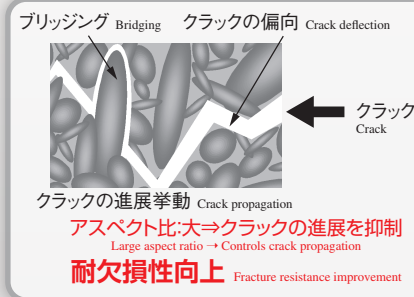 ブリッジング Bridging クラックの偏向 Crack deflection
クラック
Crack
クラックの進展挙動 Crack propagation
アスペクト比:大⇒クラックの進展を抑制
Large aspect ratio → Controls crack propagation
耐欠損性向上 Fracture resistance improvement